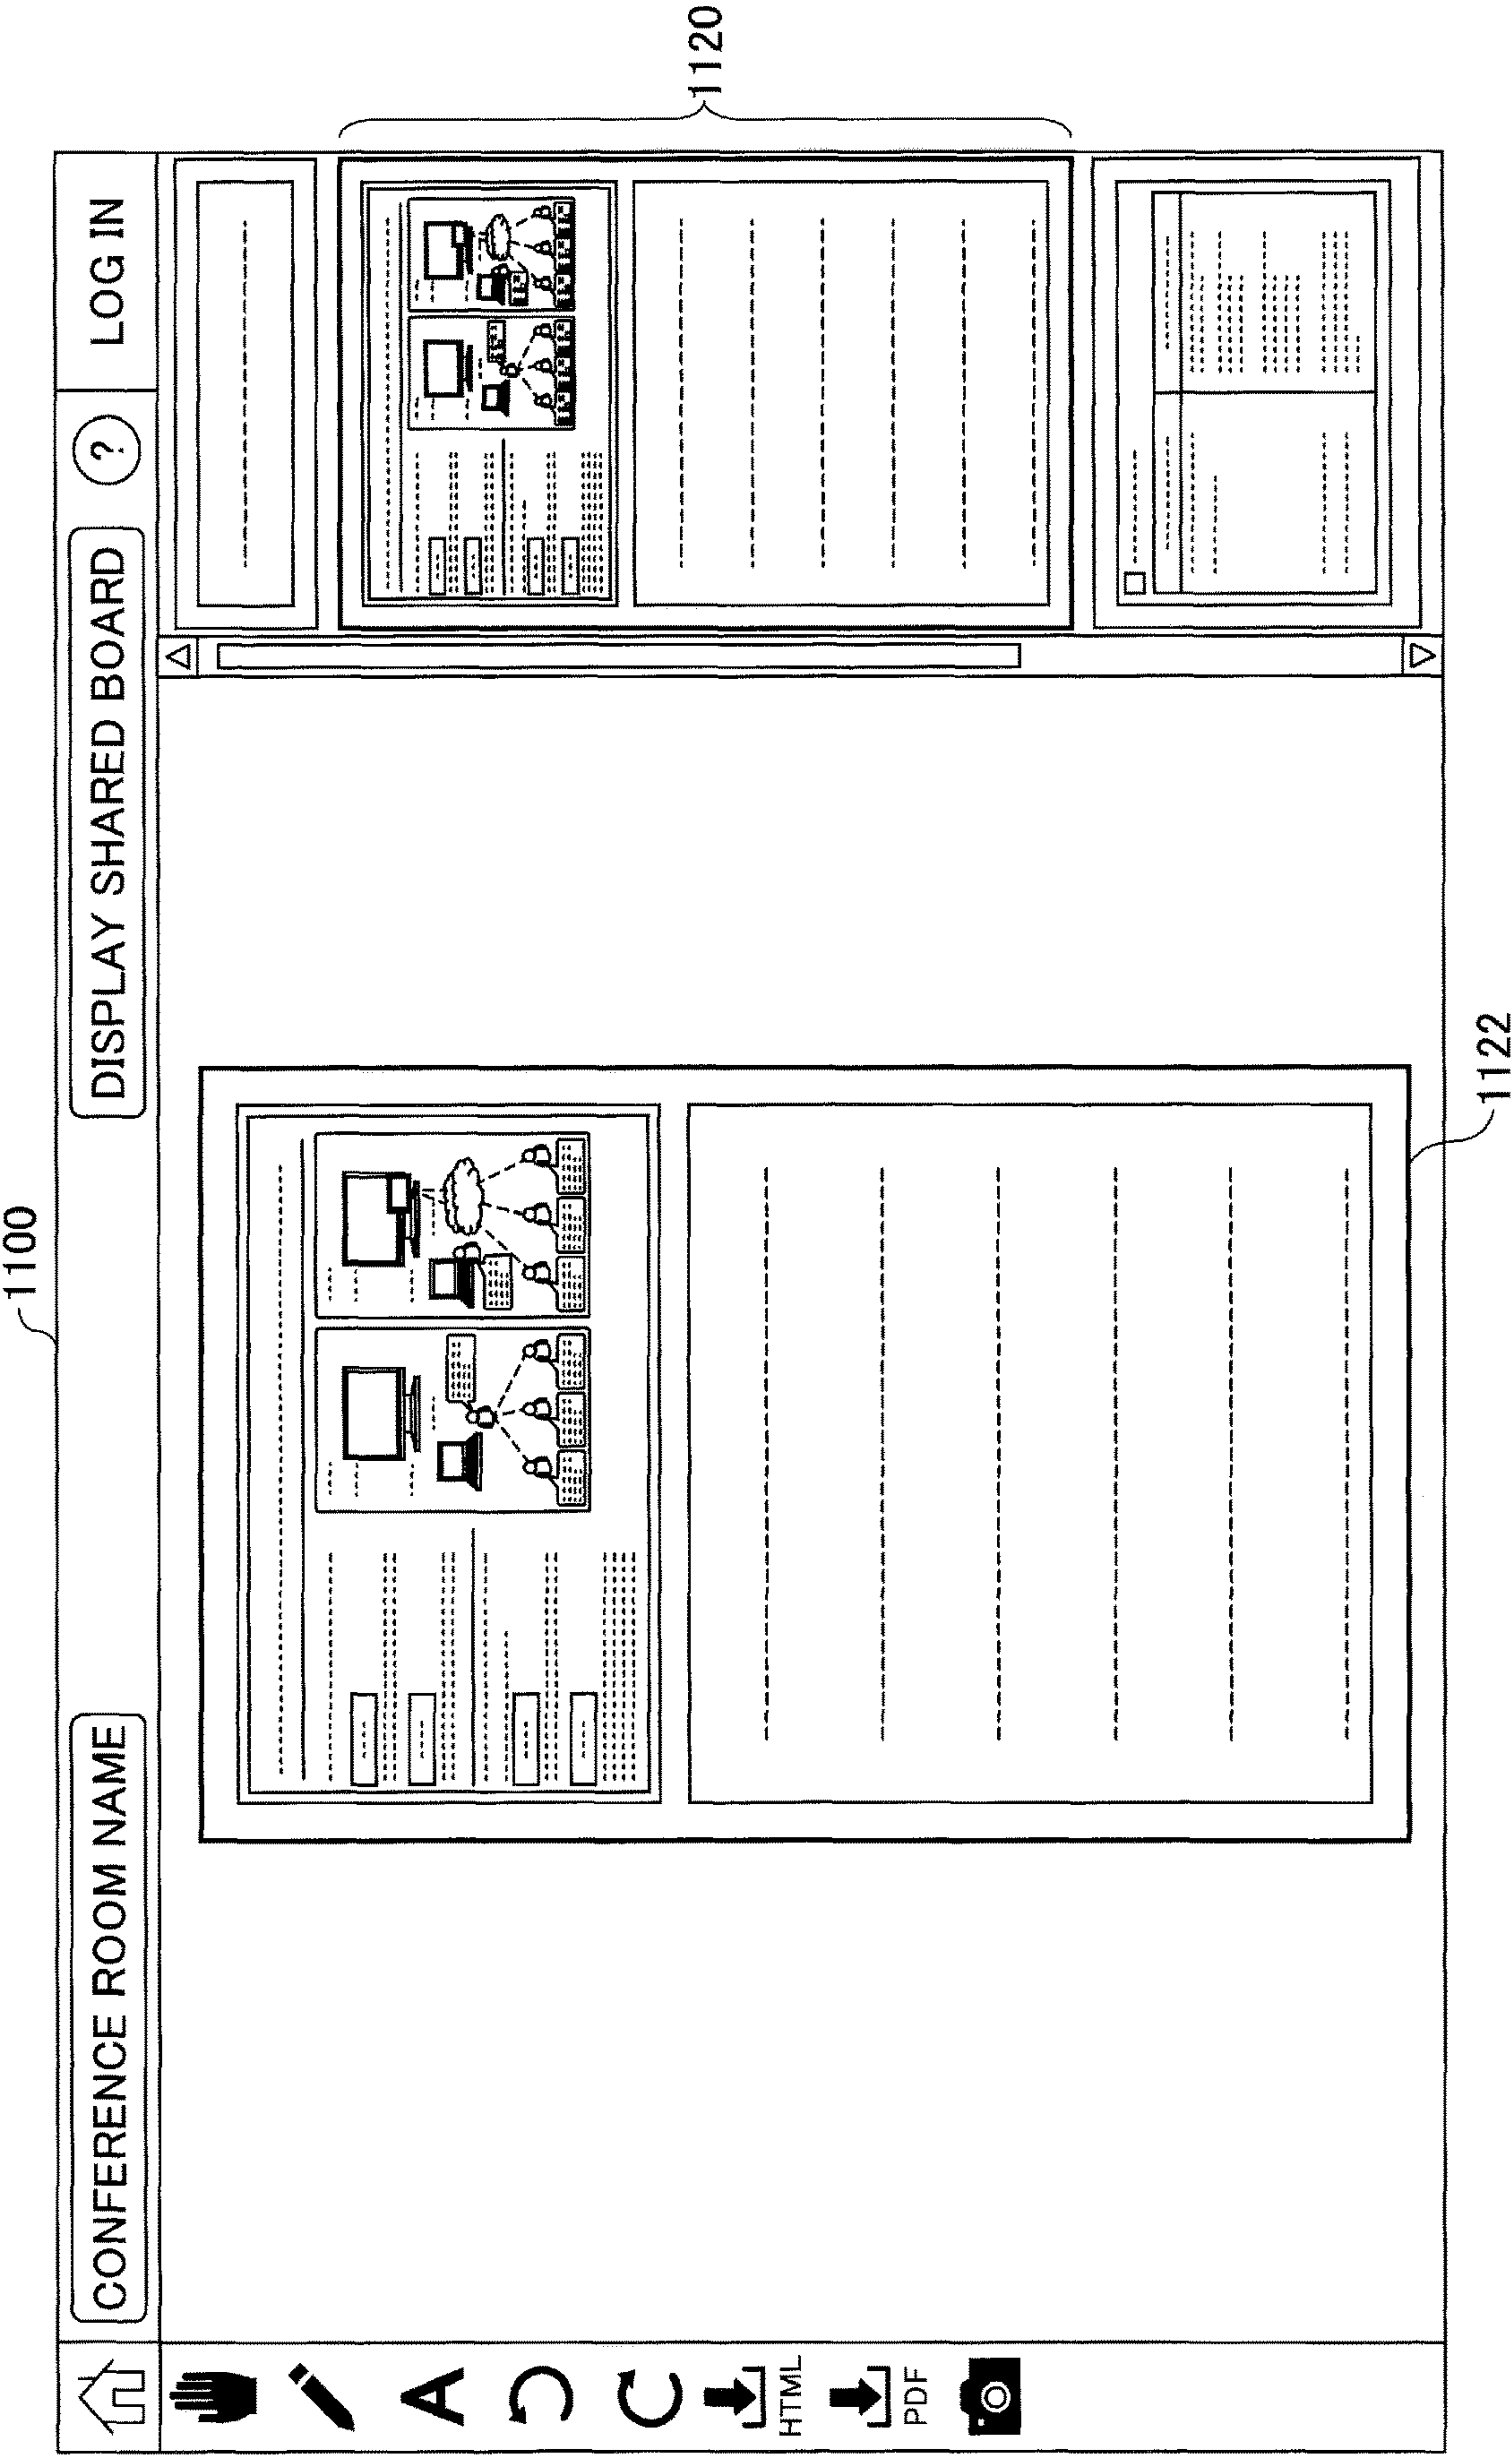 1100
CONFERENCE ROOM NAME
DISPLAY SHARED BOARD
?
LOG IN
A
HTML
PDF
1120
1122